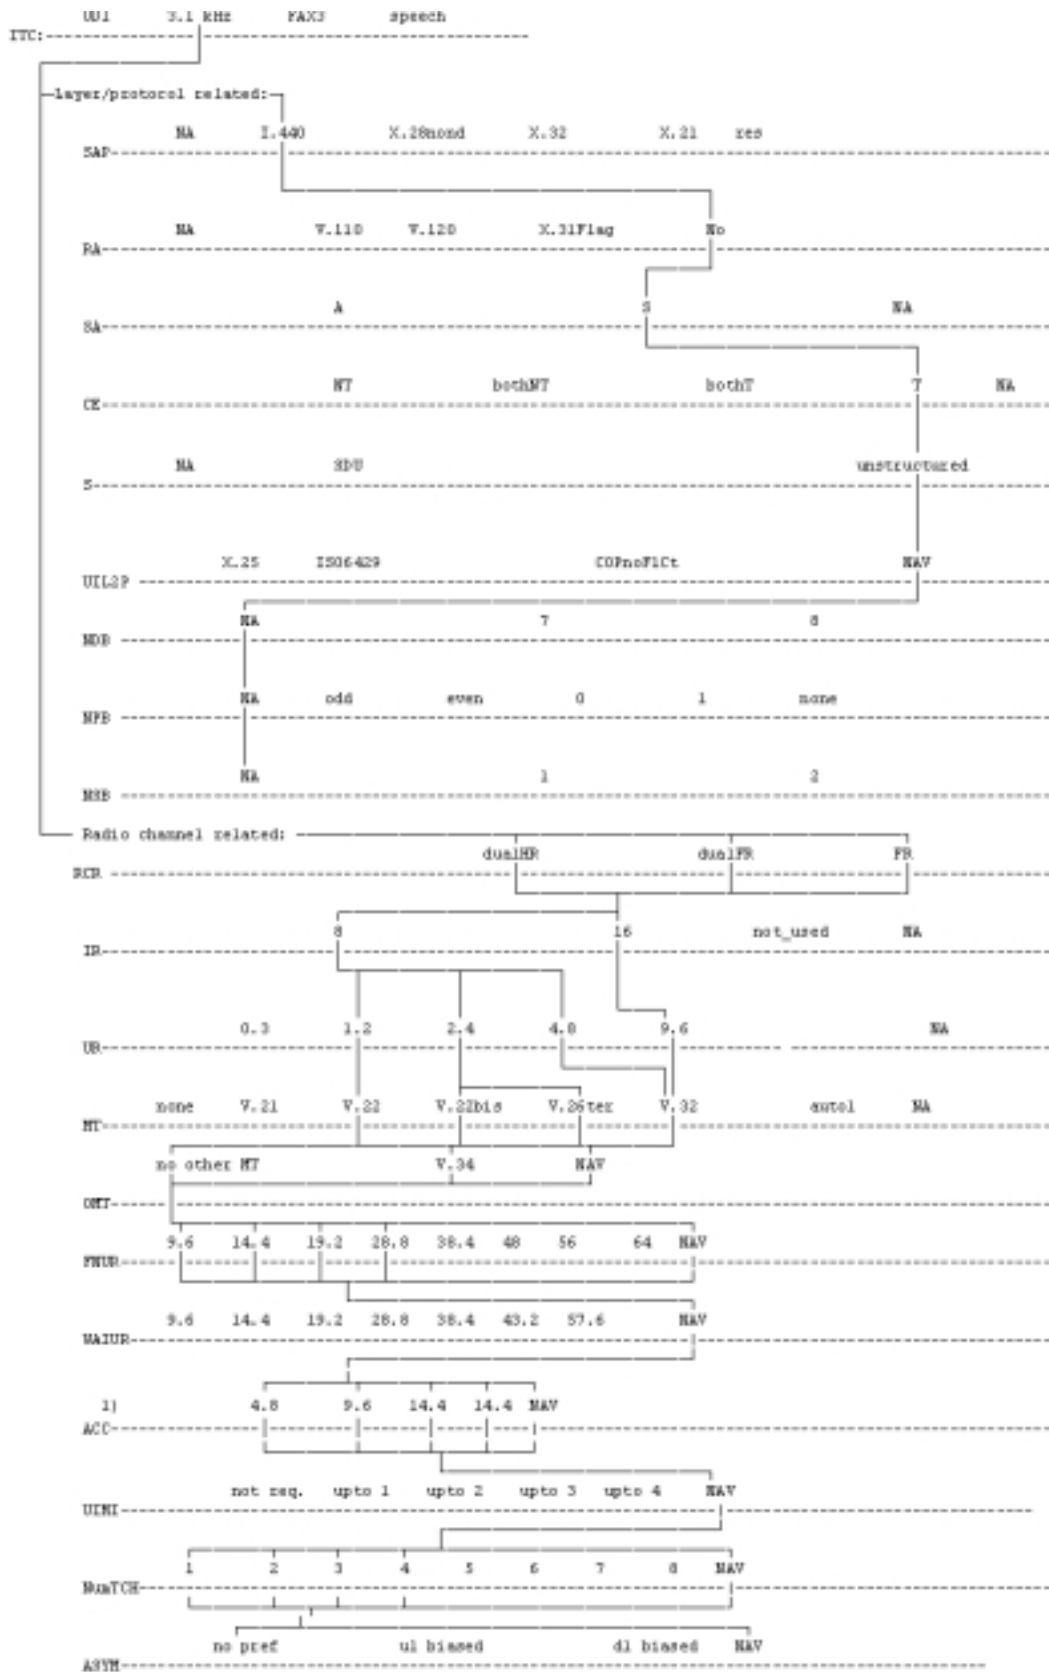 UDI 3.1 kHz FAX3 speech
ITC:
Layer/protocol related:
NA I.440 X.28nond X.32 X.21 res
SAP
NA V.110 V.120 X.31Flag No
RA
A S NA
SA
NT bothNT bothT T NA
CE
NA SDU unstructured
S
X.25 ISO6429 COPnoFlCt NAV
UIL2P
NA 7 8
NDB
NA odd even 0 1 none
NPB
NA 1 2
NSB
Radio channel related:
dualHR dualFR FR
RCR
8 16 not_used NA
IR
0.3 1.2 2.4 4.8 9.6 NA
UR
none V.21 V.22 V.22bis V.26ter V.32 auto1 NA
MT
no other MT V.34 NAV
OMT
9.6 14.4 19.2 28.8 38.4 48 56 64 NAV
FNUR
9.6 14.4 19.2 28.8 38.4 43.2 57.6 NAV
WAIUR
1) 4.8 9.6 14.4 14.4 NAV
ACC
not req. upto 1 upto 2 upto 3 upto 4 NAV
UIMI
1 2 3 4 5 6 7 8 NAV
NumTCH
no pref ul biased dl biased NAV
ASYM